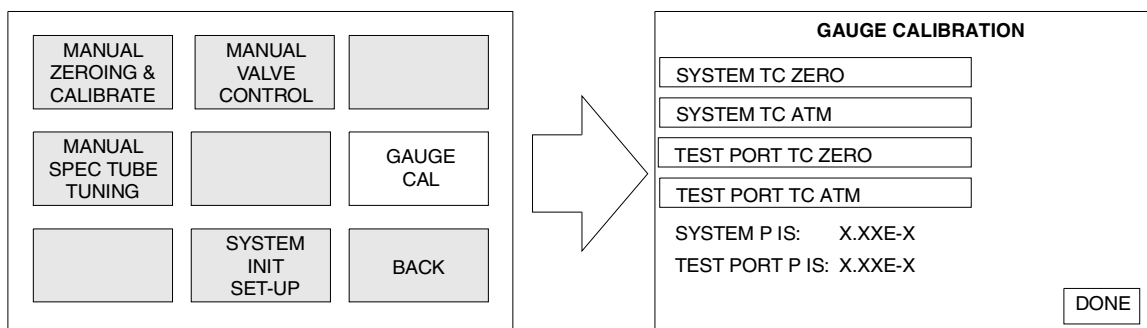 MANUAL
ZEROING &
CALIBRATE
MANUAL
VALVE
CONTROL
MANUAL
SPEC TUBE
TUNING
GAUGE
CAL
SYSTEM
INIT
SET-UP
BACK
GAUGE CALIBRATION
SYSTEM TC ZERO
SYSTEM TC ATM
TEST PORT TC ZERO
TEST PORT TC ATM
SYSTEM P IS: X.XXE-X
TEST PORT P IS: X.XXE-X
DONE